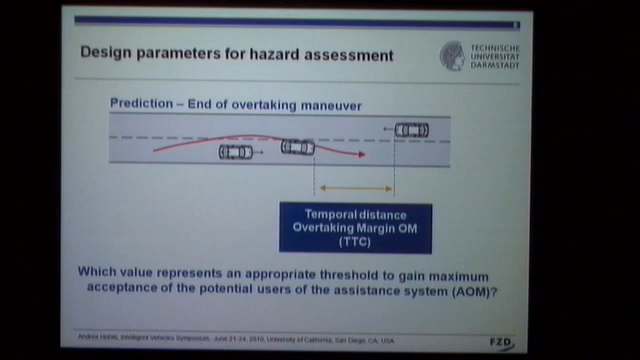 8
Design parameters for hazard assessment
TECHNISCHE
UNIVERSITÄT
DARMSTADT
Prediction – End of overtaking maneuver
Temporal distance
Overtaking Margin OM
(TTC)
Which value represents an appropriate threshold to gain maximum
acceptance of the potential users of the assistance system (AOM)?
Intelligent Vehicles Symposium, June 21-24, 2010, University of California, San Diego, CA, USA
FZD